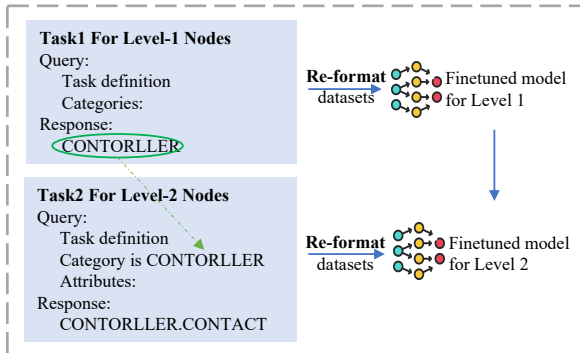 Task1 For Level-1 Nodes
Query:
Task definition
Categories:
Response:
CONTORLLER
Re-format
datasets
Finetuned model
for Level 1
Task2 For Level-2 Nodes
Query:
Task definition
Category is CONTORLLER
Attributes:
Response:
CONTORLLER.CONTACT
Re-format
datasets
Finetuned model
for Level 2